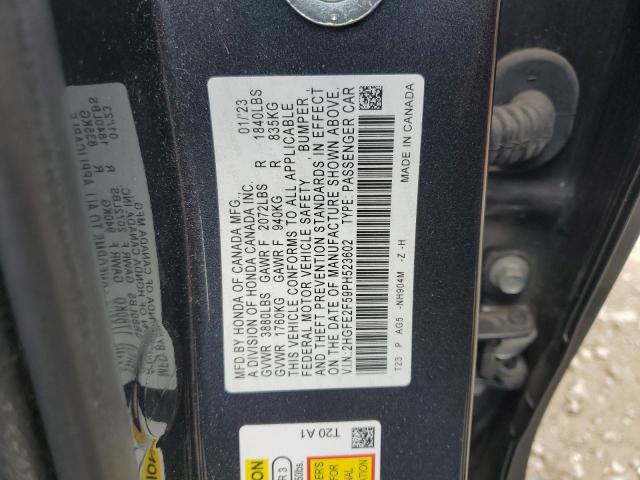 MFD.BY HONDA OF CANADA MFG., 01/23
A DIVISION OF HONDA CANADA INC.
GVWR 3880LBS GAWR F 2072LBS R 1840LBS
GVWR 1760KG GAWR F 940KG R 835KG
THIS VEHICLE CONFORMS TO ALL APPLICABLE
FEDERAL MOTOR VEHICLE SAFETY , BUMPER ,
AND THEFT PREVENTION STANDARDS IN EFFECT
ON THE DATE OF MANUFACTURE SHOWN ABOVE.
V.I.N:2HGFE2F59PH523602 TYPE:PASSENGER CAR
T23 P AG5 -NH904M -Z -H MADE IN CANADA
T20 A1